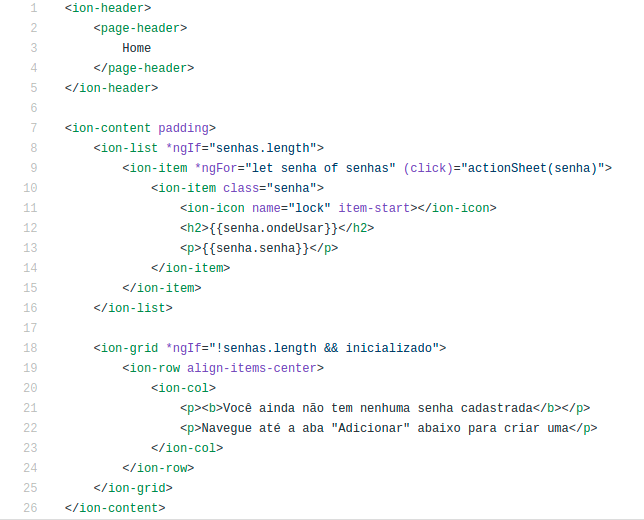 1 <ion-header>
2     <page-header>
3         Home
4     </page-header>
5 </ion-header>
6
7 <ion-content padding>
8     <ion-list *ngIf="senhas.length">
9         <ion-item *ngFor="let senha of senhas" (click)="actionSheet(senha)">
10             <ion-item class="senha">
11                 <ion-icon name="lock" item-start></ion-icon>
12                 <h2>{{senha.ondeUsar}}</h2>
13                 <p>{{senha.senha}}</p>
14             </ion-item>
15         </ion-item>
16     </ion-list>
17
18     <ion-grid *ngIf="!senhas.length && inicializado">
19         <ion-row align-items-center>
20             <ion-col>
21                 <p><b>Você ainda não tem nenhuma senha cadastrada</b></p>
22                 <p>Navegue até a aba "Adicionar" abaixo para criar uma</p>
23             </ion-col>
24         </ion-row>
25     </ion-grid>
26 </ion-content>